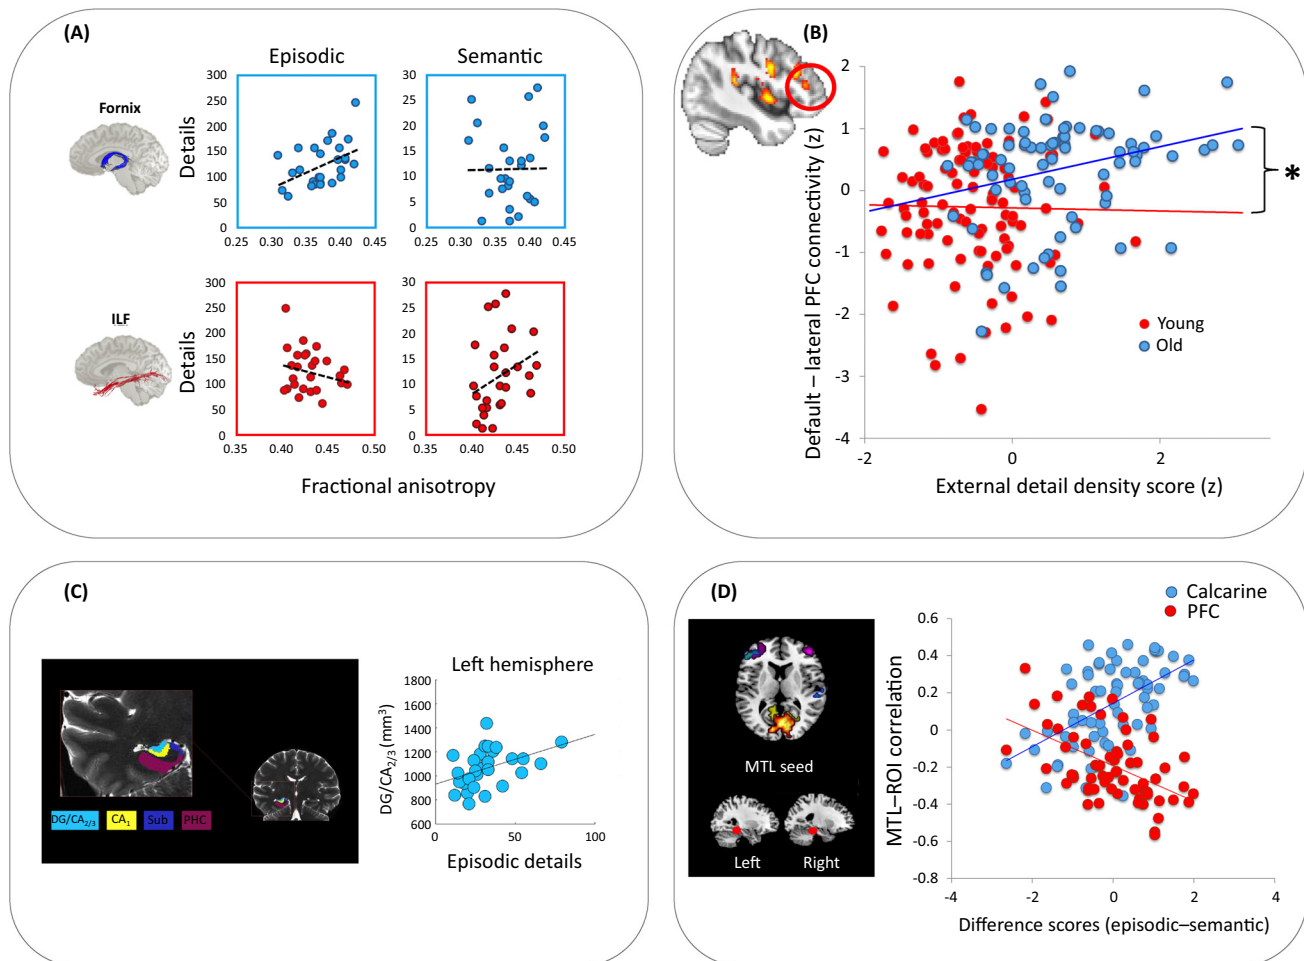 (A)
Episodic
Semantic
Fornix
Details
300
250
200
150
100
50
0
0.25
0.30
0.35
0.40
0.45
30
25
20
15
10
5
0
0.25
0.30
0.35
0.40
0.45
ILF
Details
300
250
200
150
100
50
0
0.35
0.40
0.45
0.50
30
25
20
15
10
5
0
0.35
0.40
0.45
0.50
Fractional anisotropy
(B)
Default – lateral PFC connectivity (z)
2
1
0
-1
-2
-3
-4
-2
0
2
*
Young
Old
External detail density score (z)
(C)
DG/CA2/3
CA1
Sub
PHC
Left hemisphere
DG/CA2/3 (mm3)
1800
1400
1200
1000
800
600
0
50
100
Episodic details
(D)
MTL seed
Left
Right
Calcarine
PFC
MTL–ROI correlation
0.6
0.4
0.2
0
-0.2
-0.4
-0.6
-0.8
-4
-2
0
2
4
Difference scores (episodic–semantic)